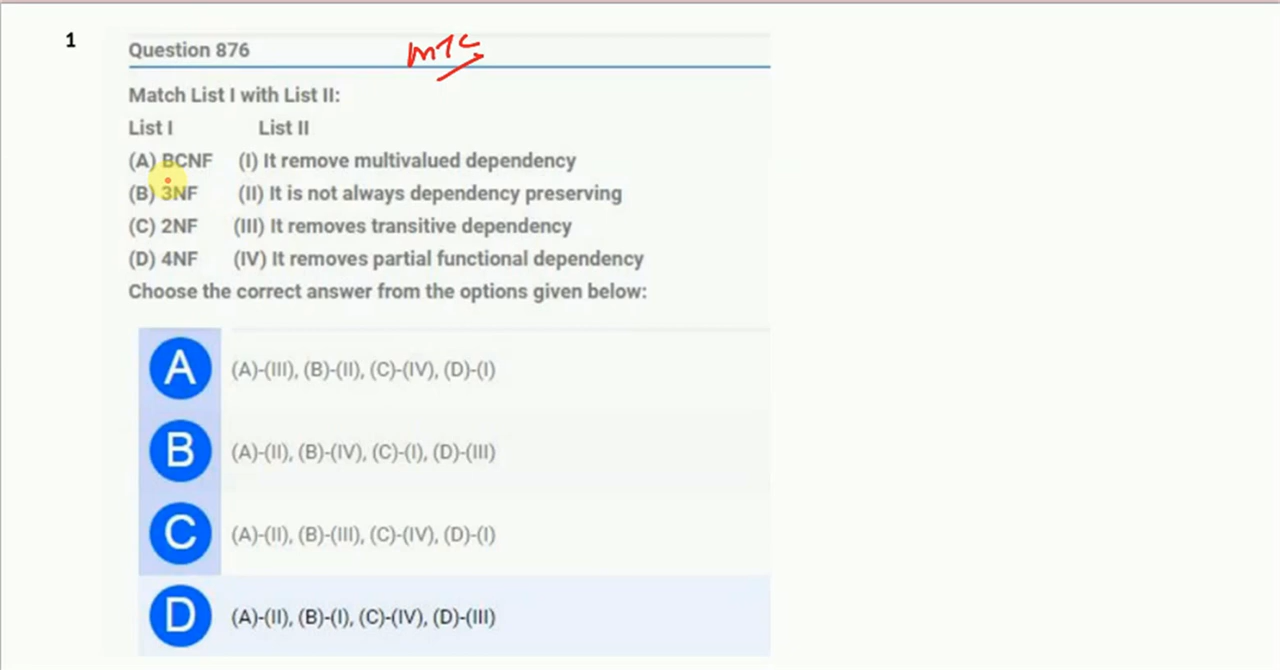 1
Question 876
MTC
Match List I with List II:
List I List II
(A) BCNF (I) It remove multivalued dependency
(B) 3NF (II) It is not always dependency preserving
(C) 2NF (III) It removes transitive dependency
(D) 4NF (IV) It removes partial functional dependency
Choose the correct answer from the options given below:
A (A)-(III), (B)-(II), (C)-(IV), (D)-(I)
B (A)-(II), (B)-(IV), (C)-(I), (D)-(III)
C (A)-(II), (B)-(III), (C)-(IV), (D)-(I)
D (A)-(II), (B)-(I), (C)-(IV), (D)-(III)